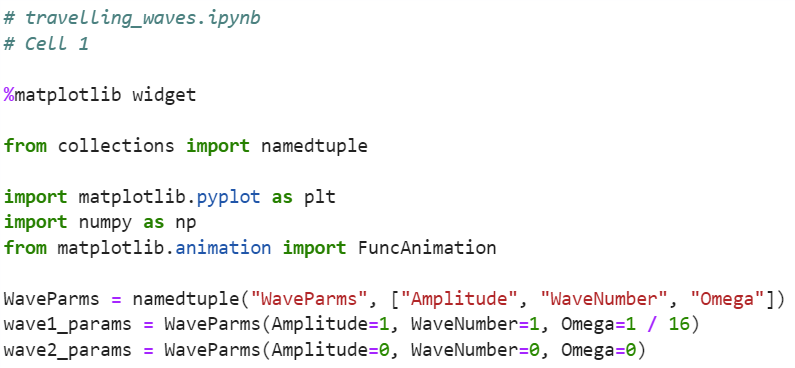 # travelling_waves.ipynb
# Cell 1
%matplotlib widget
from collections import namedtuple
import matplotlib.pyplot as plt
import numpy as np
from matplotlib.animation import FuncAnimation
WaveParms = namedtuple("WaveParms", ["Amplitude", "WaveNumber", "Omega"])
wave1_params = WaveParms(Amplitude=1, WaveNumber=1, Omega=1 / 16)
wave2_params = WaveParms(Amplitude=0, WaveNumber=0, Omega=0)